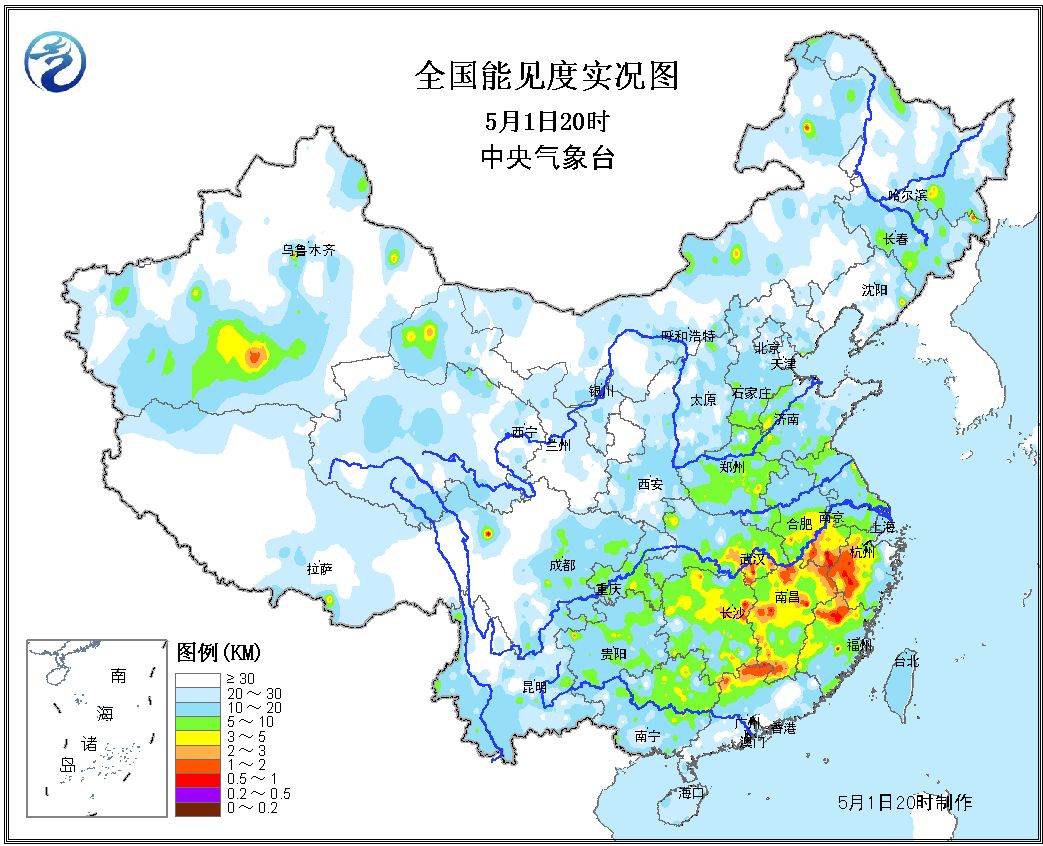 全国能见度实况图
5月1日20时
中央气象台
哈尔滨
长春
乌鲁木齐
沈阳
呼和浩特
北京
天津
银川
太原
石家庄
济南
西宁
兰州
郑州
西安
合肥
南京
上海
杭州
武汉
成都
拉萨
重庆
南昌
长沙
贵阳
福州
台北
昆明
广州
香港
澳门
南宁
海口
南
海
诸
岛
图例(KM)
≥30
20～30
10～20
5～10
3～5
2～3
1～2
0.5～1
0.2～0.5
0～0.2
5月1日20时制作